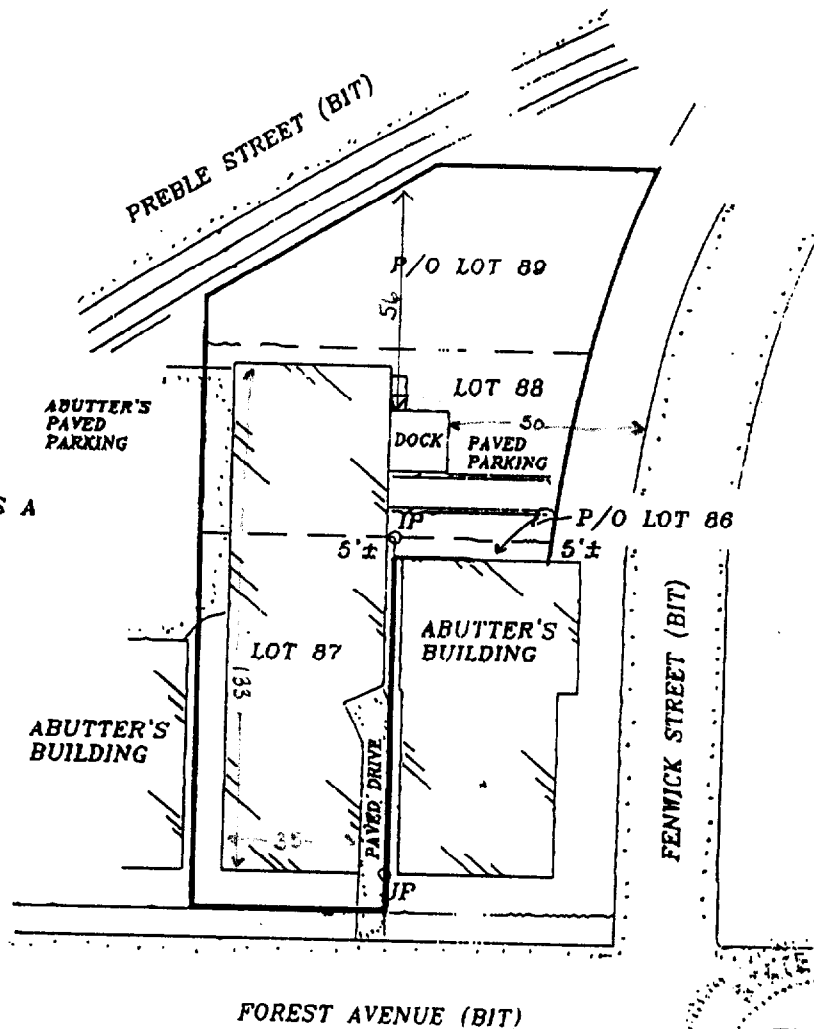 PREBLE STREET (BIT)
P/O LOT 89
56
LOT 88
ABUTTER'S
PAVED
PARKING
50
DOCK
PAVED
PARKING
S A
IP
P/O LOT 86
5'±
5'±
LOT 87
133
ABUTTER'S
BUILDING
ABUTTER'S
BUILDING
PAVED DRIVE
35
FENWICK STREET (BIT)
IP
FOREST AVENUE (BIT)